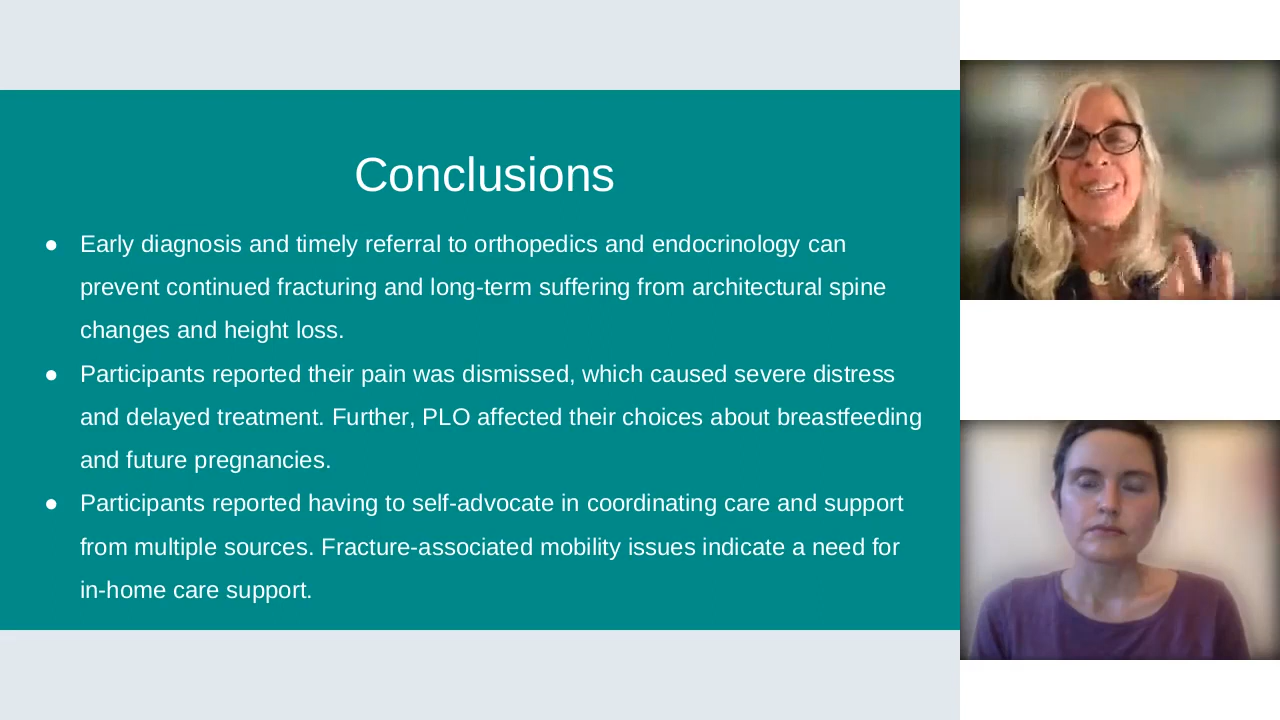 Conclusions
● Early diagnosis and timely referral to orthopedics and endocrinology can
prevent continued fracturing and long-term suffering from architectural spine
changes and height loss.
● Participants reported their pain was dismissed, which caused severe distress
and delayed treatment. Further, PLO affected their choices about breastfeeding
and future pregnancies.
● Participants reported having to self-advocate in coordinating care and support
from multiple sources. Fracture-associated mobility issues indicate a need for
in-home care support.